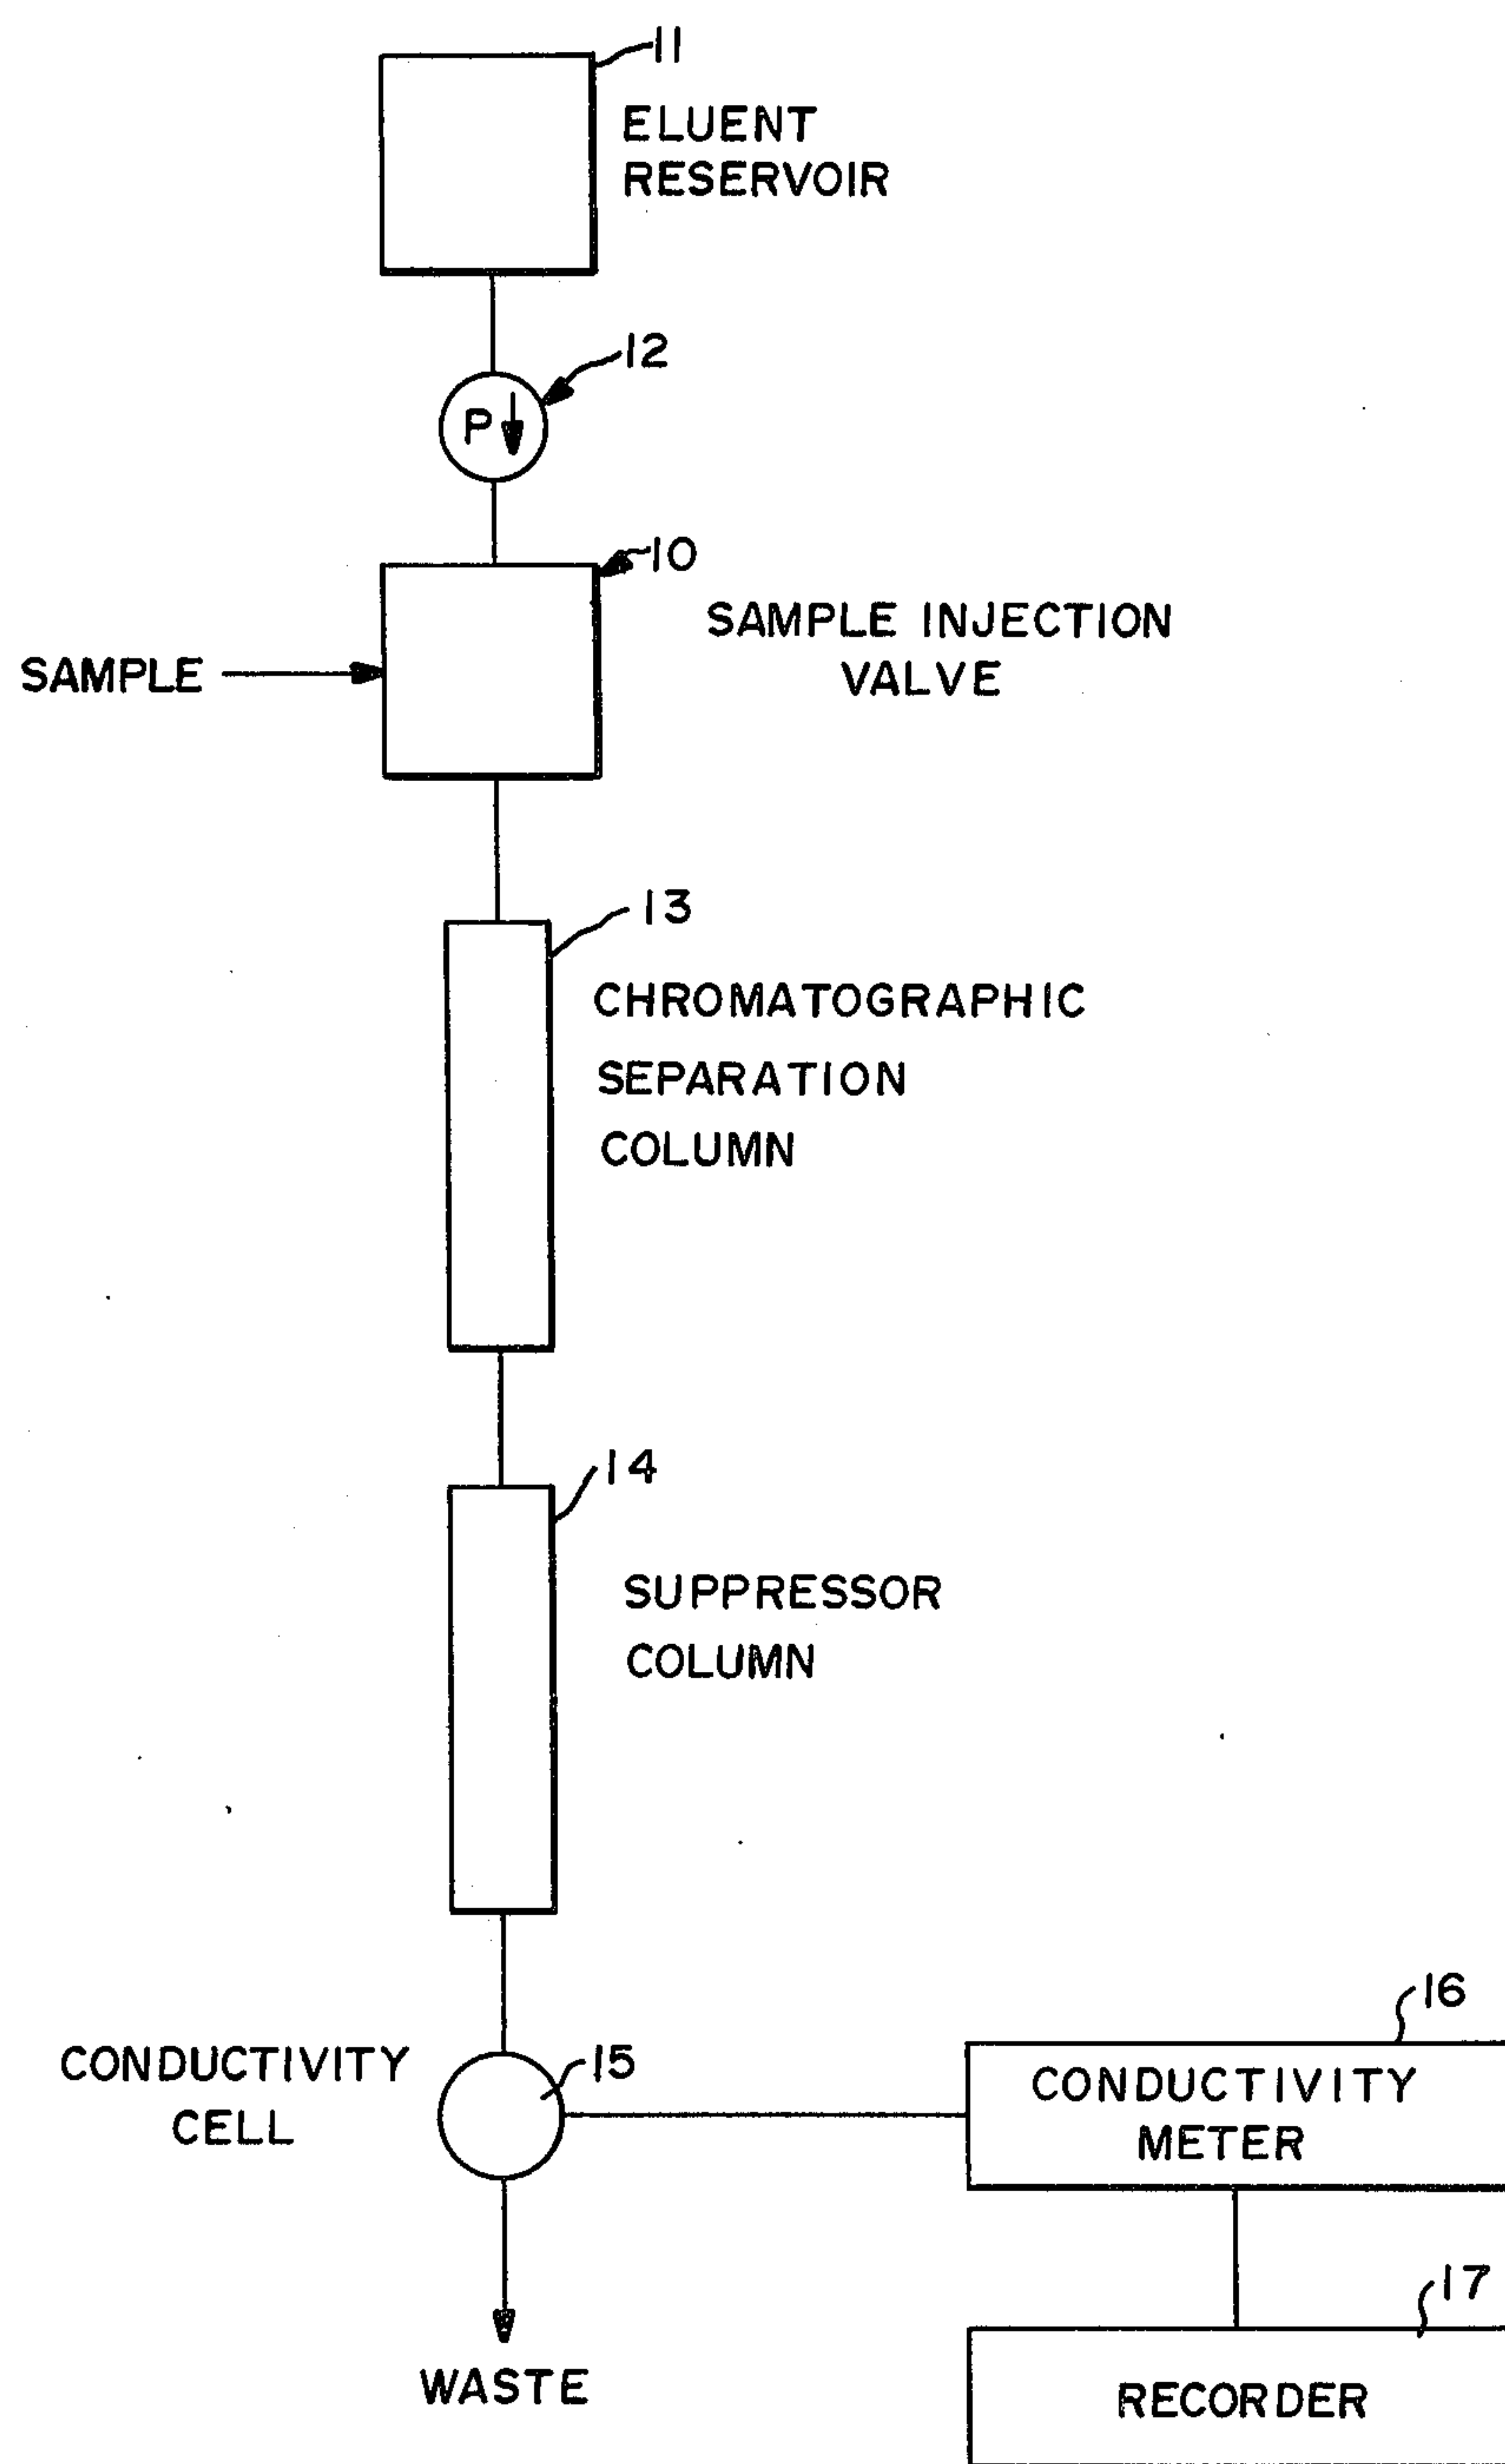 11
ELUENT
RESERVOIR
12
P
10
SAMPLE INJECTION
VALVE
SAMPLE
13
CHROMATOGRAPHIC
SEPARATION
COLUMN
14
SUPPRESSOR
COLUMN
CONDUCTIVITY
CELL
15
16
CONDUCTIVITY
METER
17
RECORDER
WASTE